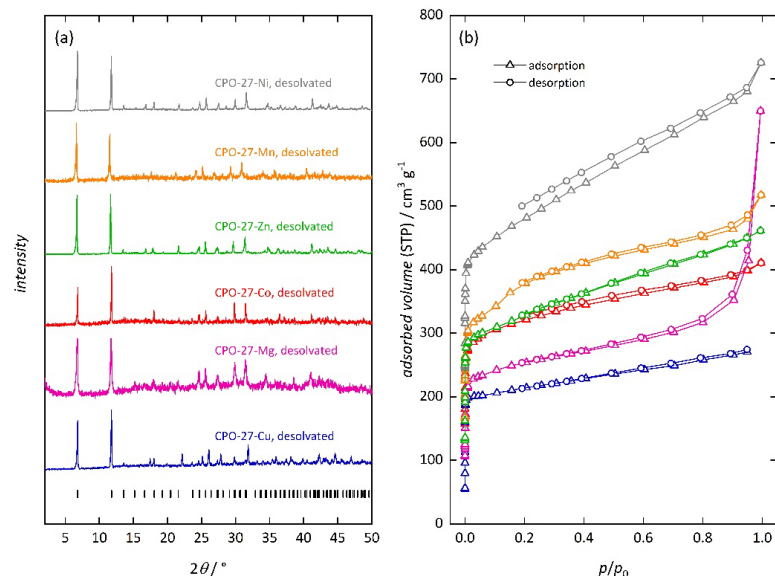 (a)
CPO-27-Ni, desolvated
CPO-27-Mn, desolvated
CPO-27-Zn, desolvated
CPO-27-Co, desolvated
CPO-27-Mg, desolvated
CPO-27-Cu, desolvated
intensity
5 10 15 20 25 30 35 40 45 50
2θ / °
(b)
adsorption
desorption
800
700
600
500
400
300
200
100
0
adsorbed volume (STP) / cm³ g⁻¹
0.0 0.2 0.4 0.6 0.8 1.0
p/p₀